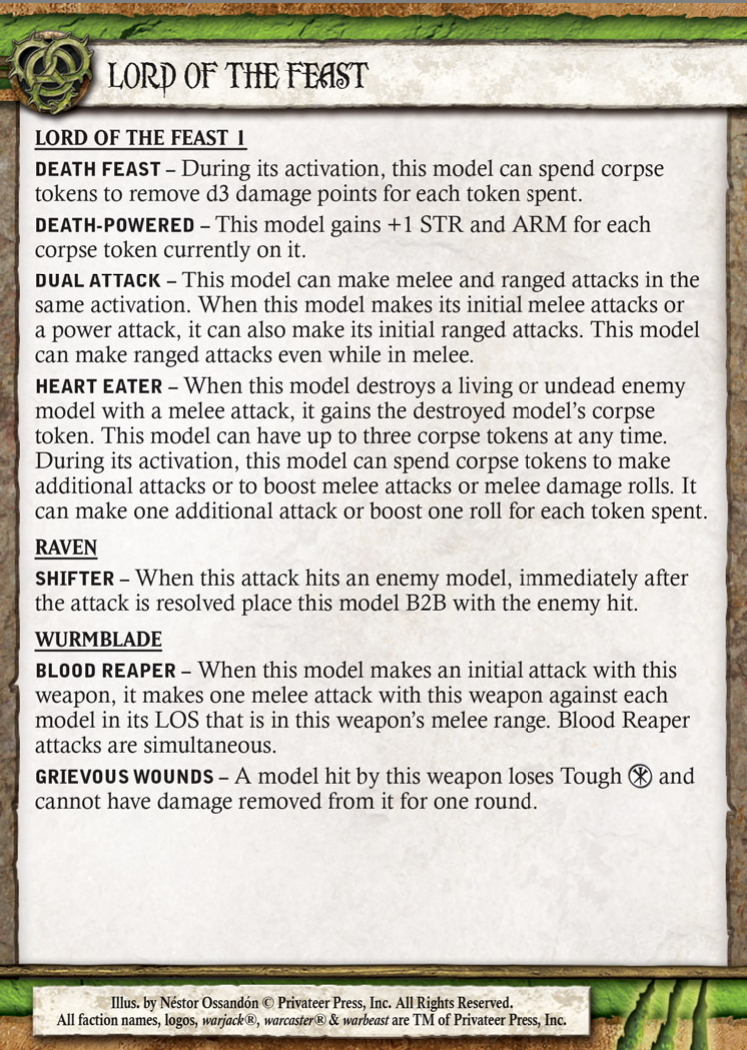 LORD OF THE FEAST
LORD OF THE FEAST 1
DEATH FEAST – During its activation, this model can spend corpse
tokens to remove d3 damage points for each token spent.
DEATH-POWERED – This model gains +1 STR and ARM for each
corpse token currently on it.
DUAL ATTACK – This model can make melee and ranged attacks in the
same activation. When this model makes its initial melee attacks or
a power attack, it can also make its initial ranged attacks. This model
can make ranged attacks even while in melee.
HEART EATER – When this model destroys a living or undead enemy
model with a melee attack, it gains the destroyed model's corpse
token. This model can have up to three corpse tokens at any time.
During its activation, this model can spend corpse tokens to make
additional attacks or to boost melee attacks or melee damage rolls. It
can make one additional attack or boost one roll for each token spent.
RAVEN
SHIFTER – When this attack hits an enemy model, immediately after
the attack is resolved place this model B2B with the enemy hit.
WURMBLADE
BLOOD REAPER – When this model makes an initial attack with this
weapon, it makes one melee attack with this weapon against each
model in its LOS that is in this weapon's melee range. Blood Reaper
attacks are simultaneous.
GRIEVOUS WOUNDS – A model hit by this weapon loses Tough and
cannot have damage removed from it for one round.
Illus. by Néstor Ossandón © Privateer Press, Inc. All Rights Reserved.
All faction names, logos, warjack®, warcaster® & warbeast are TM of Privateer Press, Inc.